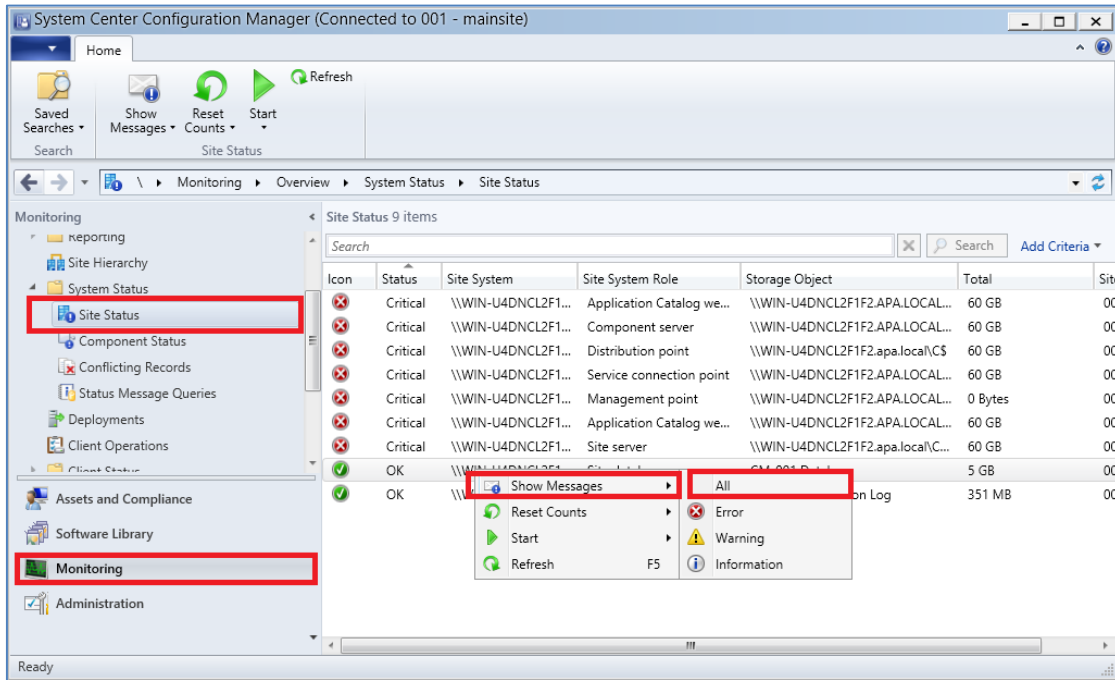 System Center Configuration Manager (Connected to 001 - mainsite)
Home
Saved Searches
Show Messages
Reset Counts
Start
Refresh
Search
Site Status
\ Monitoring Overview System Status Site Status
Monitoring
Reporting
Site Hierarchy
System Status
Site Status
Component Status
Conflicting Records
Status Message Queries
Deployments
Client Operations
Client Status
Assets and Compliance
Software Library
Monitoring
Administration
Site Status 9 items
Search Search Add Criteria
Icon Status Site System Site System Role Storage Object Total
Critical \\WIN-U4DNCL2F1... Application Catalog we... \\WIN-U4DNCL2F1F2.APA.LOCAL... 60 GB
Critical \\WIN-U4DNCL2F1... Component server \\WIN-U4DNCL2F1F2.APA.LOCAL... 60 GB
Critical \\WIN-U4DNCL2F1... Distribution point \\WIN-U4DNCL2F1F2.apa.local\C$ 60 GB
Critical \\WIN-U4DNCL2F1... Service connection point \\WIN-U4DNCL2F1F2.APA.LOCAL... 60 GB
Critical \\WIN-U4DNCL2F1... Management point \\WIN-U4DNCL2F1F2.APA.LOCAL... 0 Bytes
Critical \\WIN-U4DNCL2F1... Application Catalog we... \\WIN-U4DNCL2F1F2.APA.LOCAL... 60 GB
Critical \\WIN-U4DNCL2F1... Site server \\WIN-U4DNCL2F1F2.apa.local\C... 60 GB
OK 5 GB
OK on Log 351 MB
Show Messages
Reset Counts
Start
Refresh F5
All
Error
Warning
Information
Ready